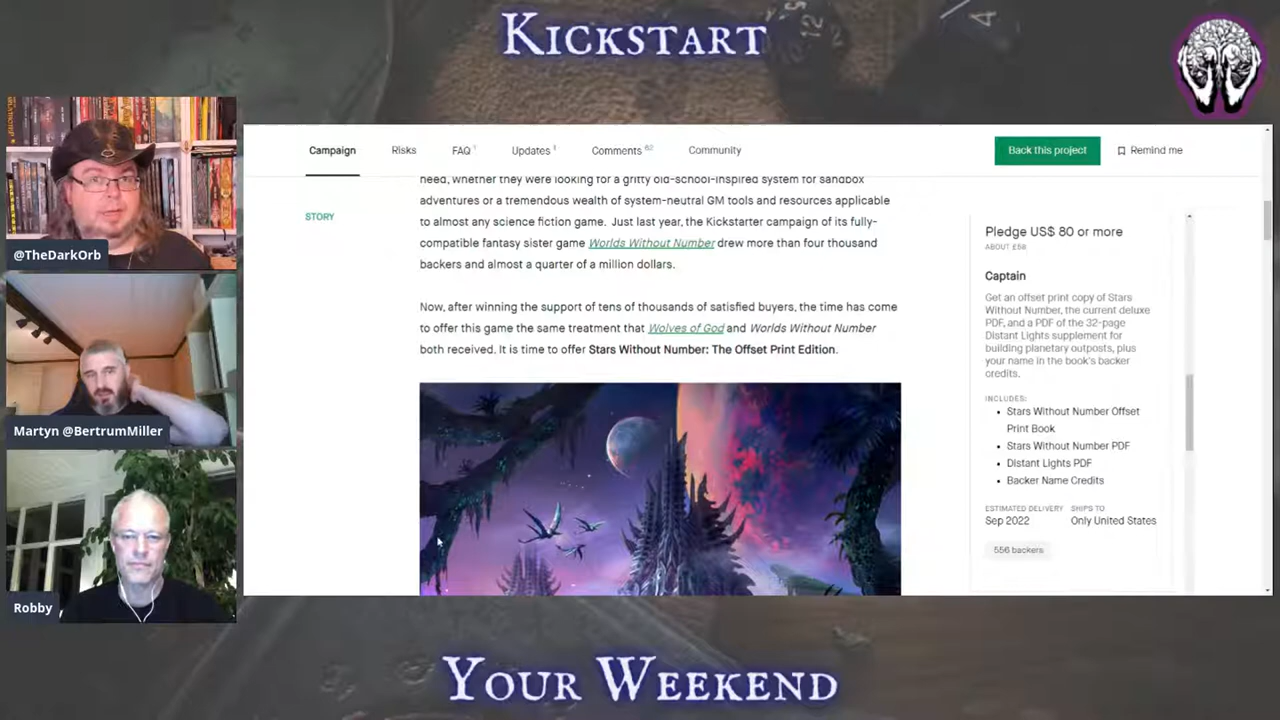 Kickstart
Campaign
Risks
FAQ 1
Updates 1
Comments 62
Community
Back this project
Remind me
STORY
need, whether they were looking for a gritty old-school-inspired system for sandbox
adventures or a tremendous wealth of system-neutral GM tools and resources applicable
to almost any science fiction game. Just last year, the Kickstarter campaign of its fully-
compatible fantasy sister game Worlds Without Number drew more than four thousand
backers and almost a quarter of a million dollars.
Now, after winning the support of tens of thousands of satisfied buyers, the time has come
to offer this game the same treatment that Wolves of God and Worlds Without Number
both received. It is time to offer Stars Without Number: The Offset Print Edition.
Pledge US$ 80 or more
ABOUT £58
Captain
Get an offset print copy of Stars
Without Number, the current deluxe
PDF, and a PDF of the 32-page
Distant Lights supplement for
building planetary outposts, plus
your name in the book's backer
credits.
INCLUDES:
• Stars Without Number Offset
Print Book
• Stars Without Number PDF
• Distant Lights PDF
• Backer Name Credits
ESTIMATED DELIVERY
Sep 2022
SHIPS TO
Only United States
556 backers
@TheDarkOrb
Martyn @BertrumMiller
Robby
Your Weekend